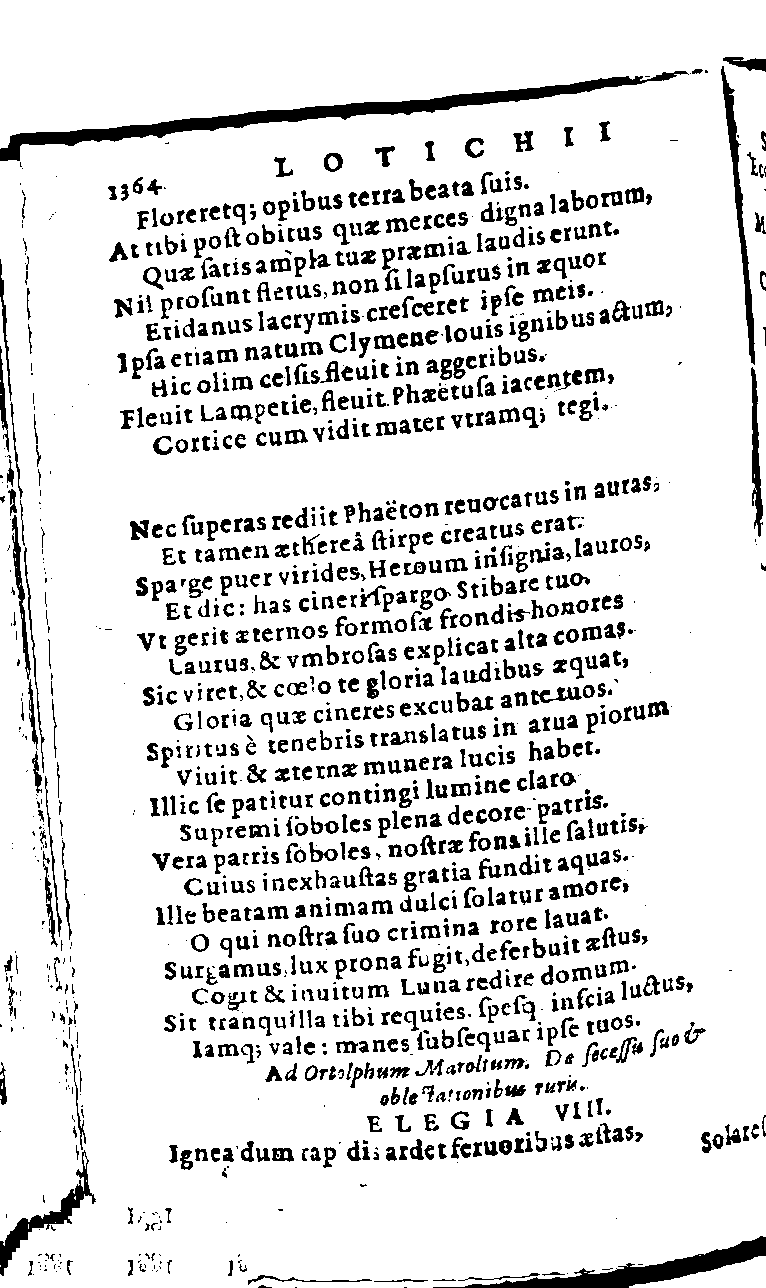 1364 LOTICHII
Floreretq; opibus terra beata ſuis.
At tibi poſt obitus quæ merces digna laborum,
Quæ ſatis ampla tuæ præmia laudis erunt.
Nil proſunt fletus, non ſi lapſurus in æquor
Eridanus lacrymis creſceret ipſe meis.
Ipſa etiam natum Clymene Iouis ignibus actum,
Hic olim celſis fleuit in aggeribus.
Fleuit Lampetie, fleuit Phaëtuſa iacentem,
Cortice cum vidit mater vtramq; tegi.
Nec ſuperas rediit Phaëton reuocatus in auras,
Et tamen æthereâ ſtirpe creatus erat.
Sparge puer virides, Heroum inſignia, lauros,
Et dic: has cineri ſpargo Stibare tuo.
Vt gerit æternos formoſæ frondis honores
Laurus, & vmbroſas explicat alta comas.
Sic viret, & cœlo te gloria laudibus æquat,
Gloria quæ cineres excubat ante tuos.
Spiritus è tenebris translatus in arua piorum
Viuit & æternæ munera lucis habet.
Illic ſe patitur contingi lumine claro
Supremi ſoboles plena decore patris.
Vera patris ſoboles, noſtræ fons ille ſalutis,
Cuius inexhauſtas gratia fundit aquas.
Ille beatam animam dulci ſolatur amore,
O qui noſtra ſuo crimina rore lauat.
Surgamus, lux prona fugit, deferbuit æſtus,
Cogit & inuitum Luna redire domum.
Sit tranquilla tibi requies. ſpeſq. inſcia luctus,
Iamq; vale: manes ſubſequar ipſe tuos.
Ad Ortolphum Maroltum. De ſeceſſu ſuo &
oblectationibus ruris.
ELEGIA VIII.
Ignea dum rapidis ardet feruoribus æſtas,